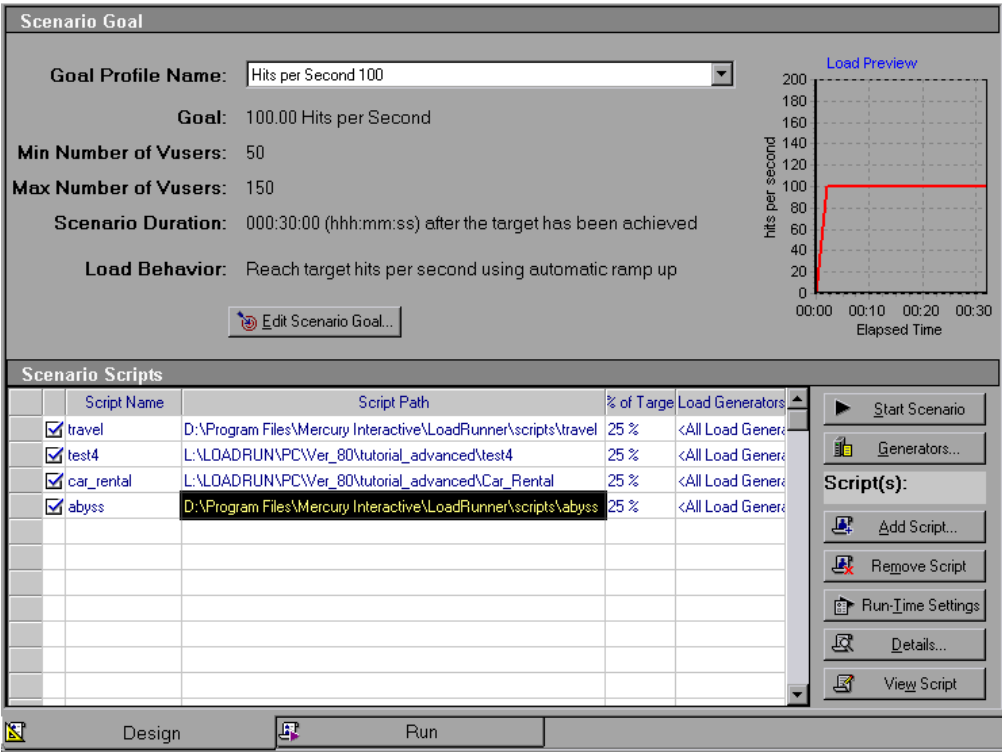 Scenario Goal
Goal Profile Name: Hits per Second 100
Goal: 100.00 Hits per Second
Min Number of Vusers: 50
Max Number of Vusers: 150
Scenario Duration: 000:30:00 (hhh:mm:ss) after the target has been achieved
Load Behavior: Reach target hits per second using automatic ramp up
Edit Scenario Goal...
Load Preview
hits per second
200
180
160
140
120
100
80
60
40
20
0
00:00 00:10 00:20 00:30
Elapsed Time
Scenario Scripts
Script Name Script Path % of Targe Load Generators
travel D:\Program Files\Mercury Interactive\LoadRunner\scripts\travel 25 % <All Load Genera
test4 L:\LOADRUN\PC\Ver_80\tutorial_advanced\test4 25 % <All Load Genera
car_rental L:\LOADRUN\PC\Ver_80\tutorial_advanced\Car_Rental 25 % <All Load Genera
abyss D:\Program Files\Mercury Interactive\LoadRunner\scripts\abyss 25 % <All Load Genera
Start Scenario
Generators...
Script(s):
Add Script...
Remove Script
Run-Time Settings
Details...
View Script
Design Run